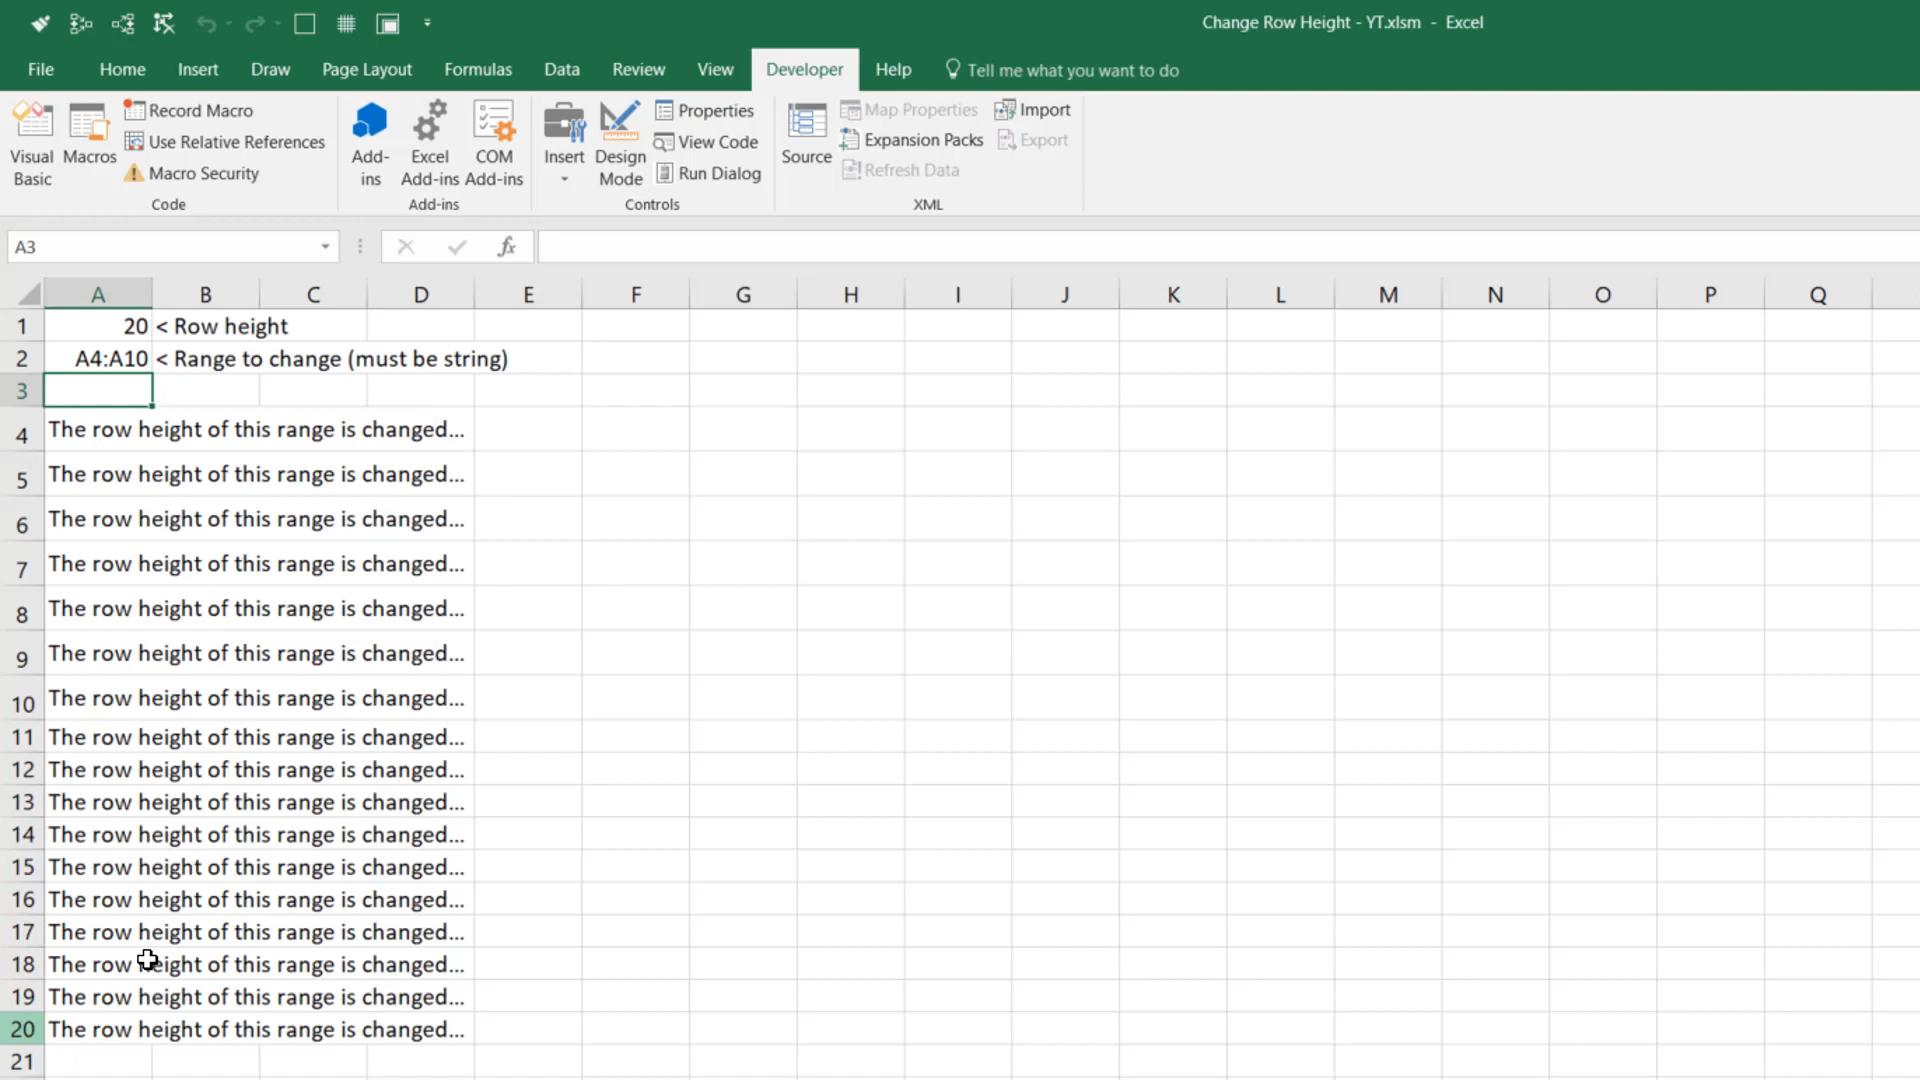 Change Row Height - YT.xlsm - Excel
File Home Insert Draw Page Layout Formulas Data Review View Developer Help Tell me what you want to do
Visual Basic
Macros
Record Macro
Use Relative References
Macro Security
Code
Add-ins
Excel Add-ins
COM Add-ins
Add-ins
Insert
Design Mode
Properties
View Code
Run Dialog
Controls
Source
Map Properties
Expansion Packs
Refresh Data
Import
Export
XML
A3 fx
A B C D E F G H I J K L M N O P Q
1 20 < Row height
2 A4:A10 < Range to change (must be string)
3
4 The row height of this range is changed...
5 The row height of this range is changed...
6 The row height of this range is changed...
7 The row height of this range is changed...
8 The row height of this range is changed...
9 The row height of this range is changed...
10 The row height of this range is changed...
11 The row height of this range is changed...
12 The row height of this range is changed...
13 The row height of this range is changed...
14 The row height of this range is changed...
15 The row height of this range is changed...
16 The row height of this range is changed...
17 The row height of this range is changed...
18 The row height of this range is changed...
19 The row height of this range is changed...
20 The row height of this range is changed...
21